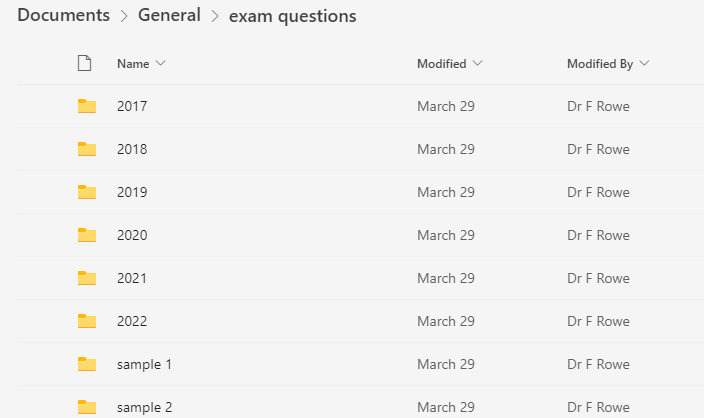 Documents > General > exam questions
Name Modified Modified By
2017 March 29 Dr F Rowe
2018 March 29 Dr F Rowe
2019 March 29 Dr F Rowe
2020 March 29 Dr F Rowe
2021 March 29 Dr F Rowe
2022 March 29 Dr F Rowe
sample 1 March 29 Dr F Rowe
sample 2 March 29 Dr F Rowe